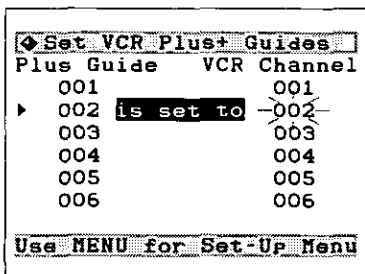 Set VCR Plus+ Guides
Plus Guide VCR Channel
001 001
002 is set to 002
003 003
004 004
005 005
006 006
Use MENU for Set-Up Menu